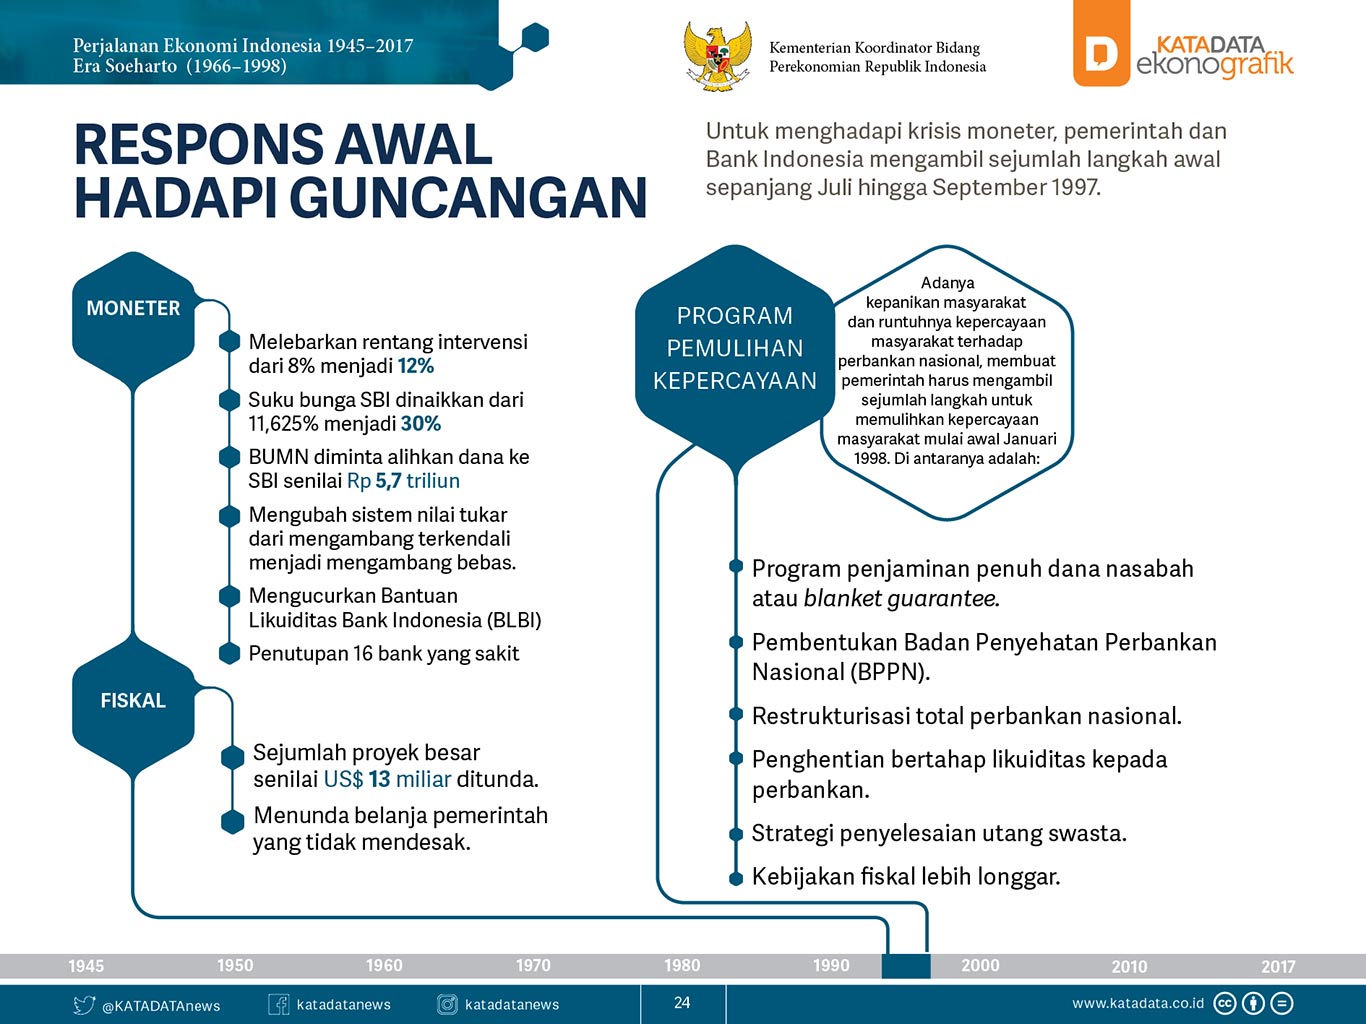 Perjalanan Ekonomi Indonesia 1945–2017
Era Soeharto (1966–1998)
Kementerian Koordinator Bidang
Perekonomian Republik Indonesia
D
KATADATA
ekonografik
RESPONS AWAL
HADAPI GUNCANGAN
Untuk menghadapi krisis moneter, pemerintah dan
Bank Indonesia mengambil sejumlah langkah awal
sepanjang Juli hingga September 1997.
MONETER
Melebarkan rentang intervensi
dari 8% menjadi 12%
Suku bunga SBI dinaikkan dari
11,625% menjadi 30%
BUMN diminta alihkan dana ke
SBI senilai Rp 5,7 triliun
Mengubah sistem nilai tukar
dari mengambang terkendali
menjadi mengambang bebas.
Mengucurkan Bantuan
Likuiditas Bank Indonesia (BLBI)
Penutupan 16 bank yang sakit
FISKAL
Sejumlah proyek besar
senilai US$ 13 miliar ditunda.
Menunda belanja pemerintah
yang tidak mendesak.
PROGRAM
PEMULIHAN
KEPERCAYAAN
Adanya
kepanikan masyarakat
dan runtuhnya kepercayaan
masyarakat terhadap
perbankan nasional, membuat
pemerintah harus mengambil
sejumlah langkah untuk
memulihkan kepercayaan
masyarakat mulai awal Januari
1998. Di antaranya adalah:
Program penjaminan penuh dana nasabah
atau blanket guarantee.
Pembentukan Badan Penyehatan Perbankan
Nasional (BPPN).
Restrukturisasi total perbankan nasional.
Penghentian bertahap likuiditas kepada
perbankan.
Strategi penyelesaian utang swasta.
Kebijakan fiskal lebih longgar.
1945 1950 1960 1970 1980 1990 2000 2010 2017
@KATADATAnews katadatanews katadatanews 24 www.katadata.co.id cc